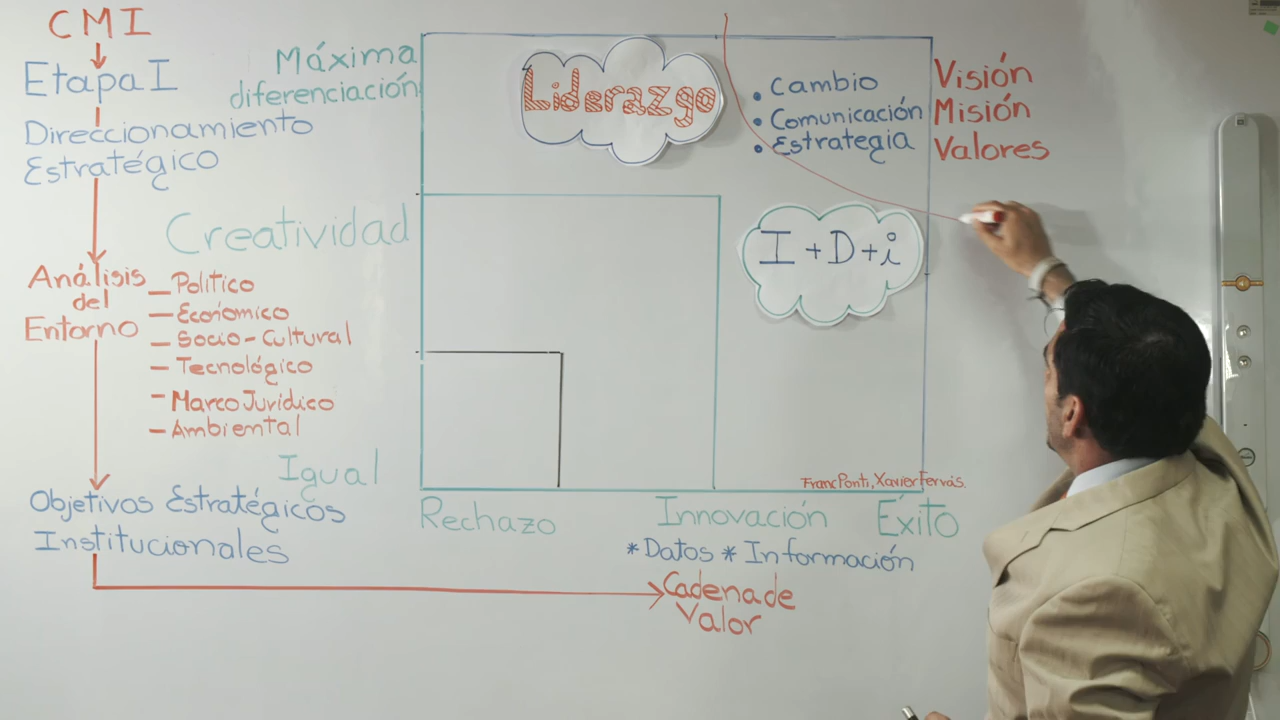 CMI
Etapa I
Direccionamiento
Estratégico
Análisis
del
Entorno
– Político
– Económico
– Socio-Cultural
– Tecnológico
– Marco Jurídico
– Ambiental
Objetivos Estratégicos
Institucionales
Máxima
diferenciación
Creatividad
Igual
Liderazgo
• Cambio
• Comunicación
• Estrategia
Visión
Misión
Valores
I+D+i
Franc Ponti, Xavier Ferrás.
Rechazo
Innovación
Éxito
* Datos * Información
Cadena de
Valor